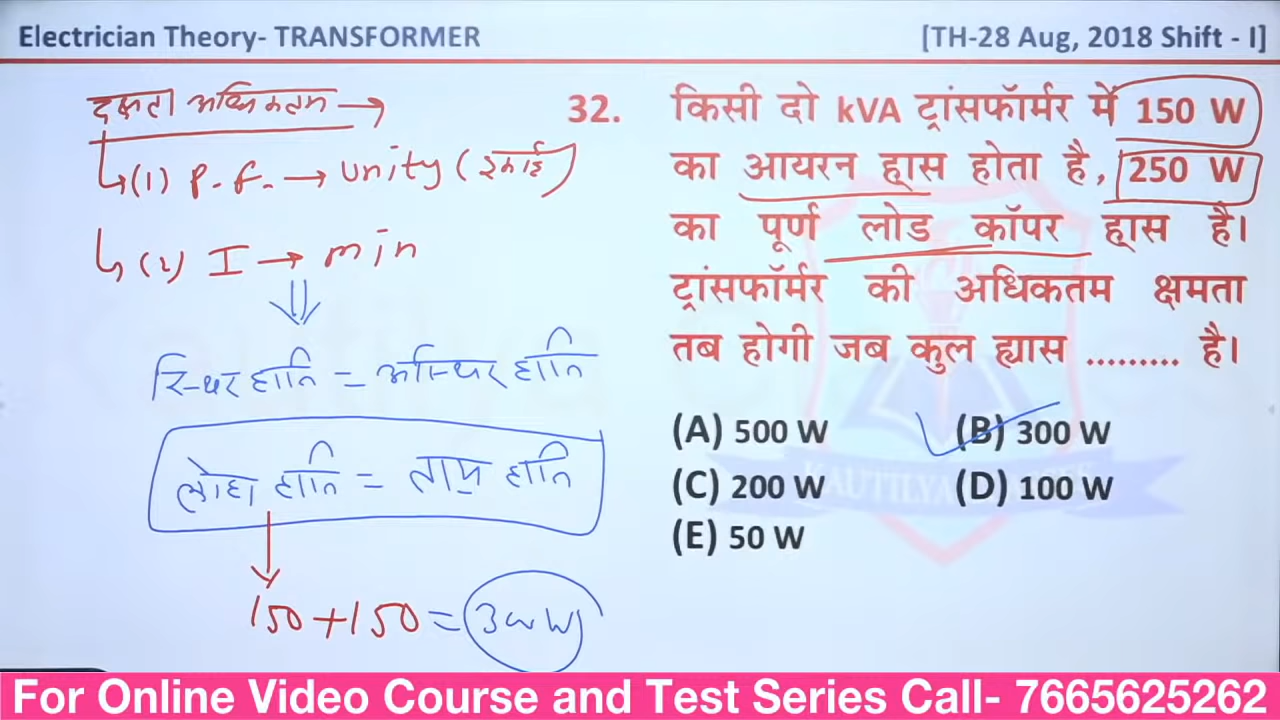 Electrician Theory- TRANSFORMER
[TH-28 Aug, 2018 Shift - I]
दक्षता अधिकतम →
↳(1) P.F. → unity (इकाई)
↳(2) I → min
⇓
स्थिर हानि = अस्थिर हानि
लोहा हानि = ताम्र हानि
150+150 = 300 W
32. किसी दो kVA ट्रांसफॉर्मर में 150 W
का आयरन ह्रास होता है, 250 W
का पूर्ण लोड कॉपर ह्रास है।
ट्रांसफॉर्मर की अधिकतम क्षमता
तब होगी जब कुल ह्यास ......... है।
(A) 500 W (B) 300 W
(C) 200 W (D) 100 W
(E) 50 W
For Online Video Course and Test Series Call- 7665625262